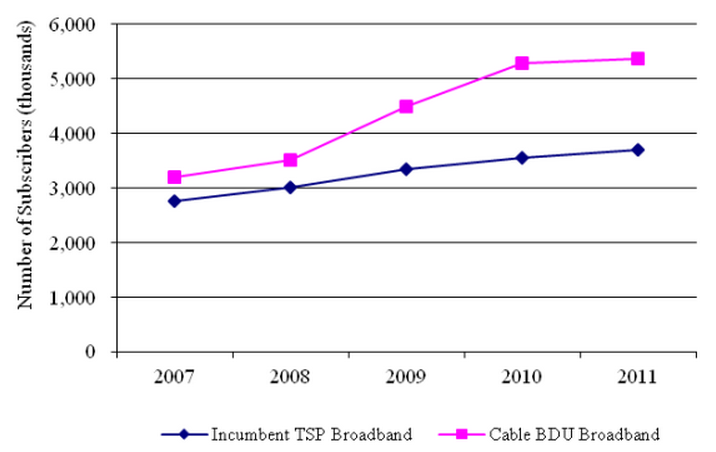 Number of Subscribers (thousands)
6,000
5,000
4,000
3,000
2,000
1,000
0
2007 2008 2009 2010 2011
Incumbent TSP Broadband Cable BDU Broadband